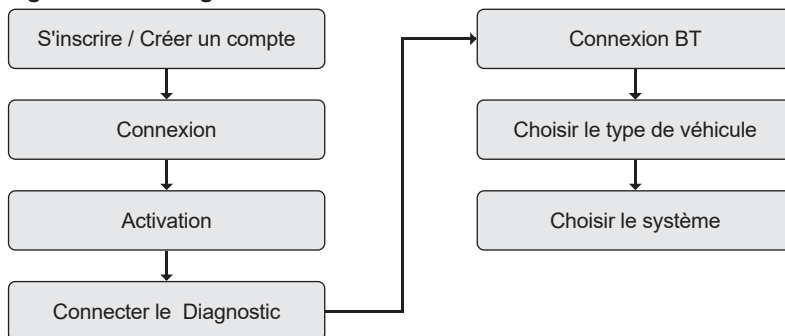 S'inscrire / Créer un compte
Connexion
Activation
Connecter le  Diagnostic
Connexion BT
Choisir le type de véhicule
Choisir le système